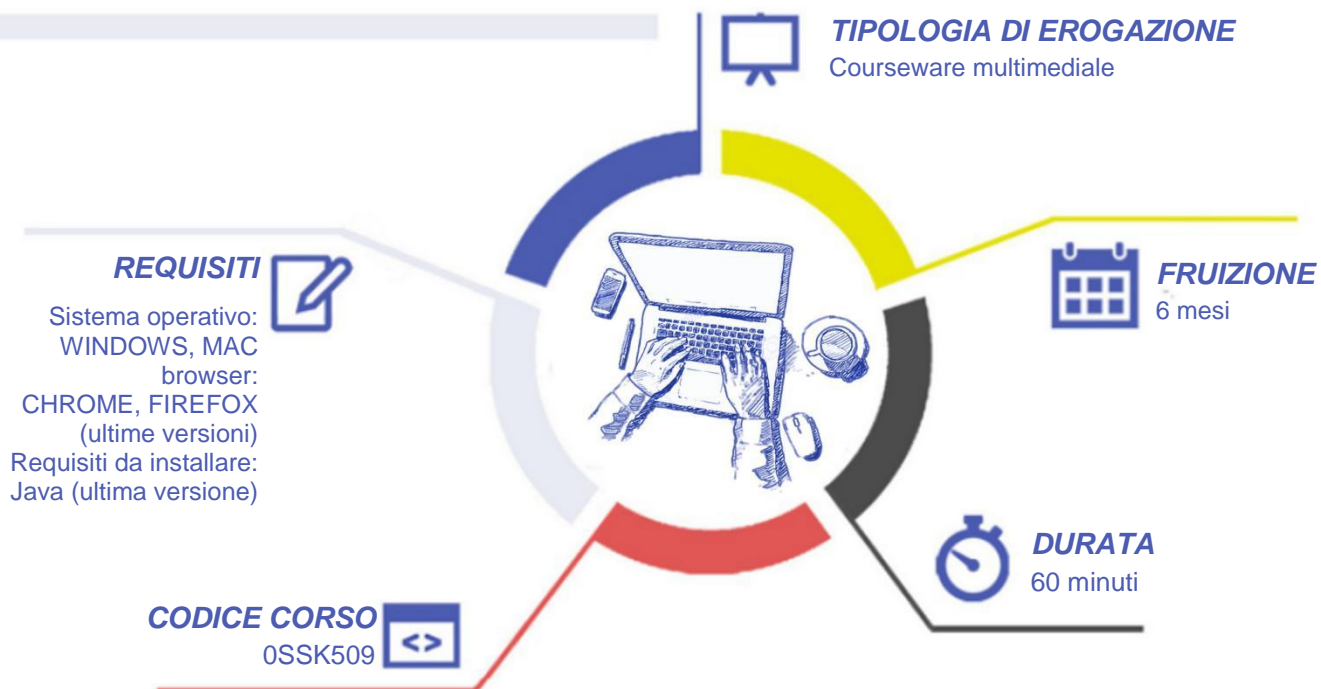 TIPOLOGIA DI EROGAZIONE
Courseware multimediale
REQUISITI
Sistema operativo:
WINDOWS, MAC
browser:
CHROME, FIREFOX
(ultime versioni)
Requisiti da installare:
Java (ultima versione)
FRUIZIONE
6 mesi
DURATA
60 minuti
CODICE CORSO
0SSK509